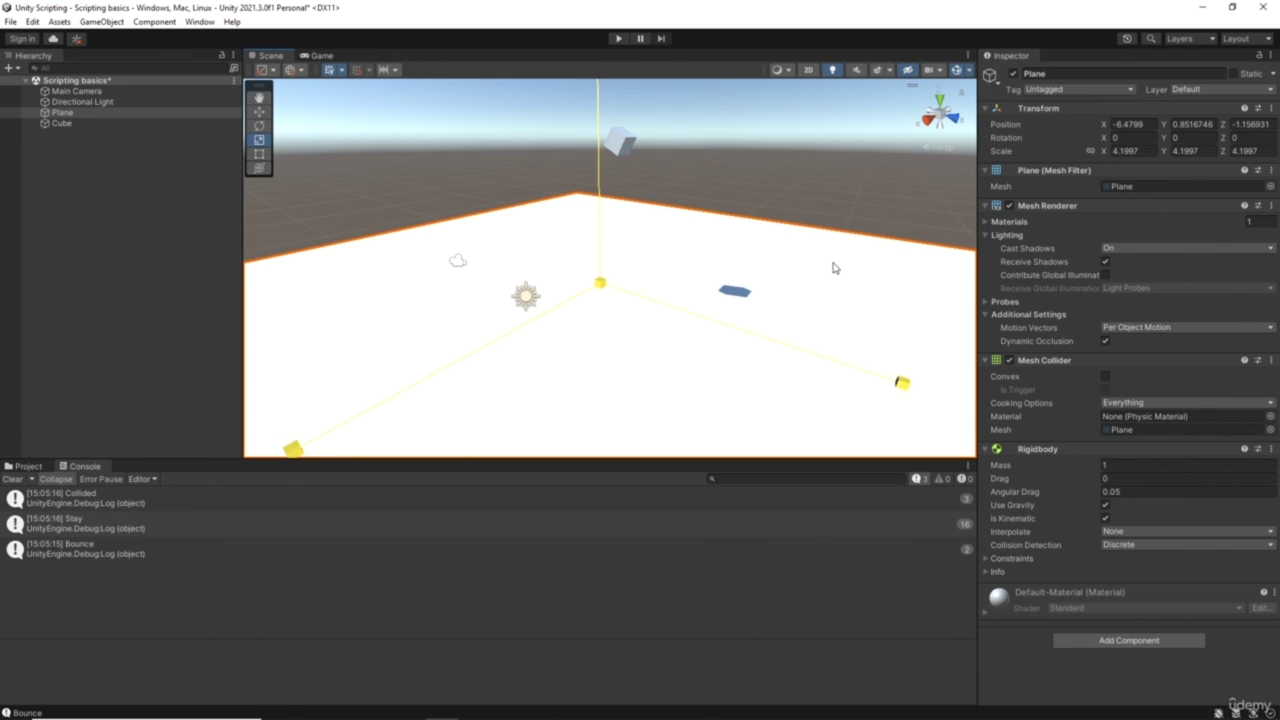 Unity Scripting - Scripting basics - Windows, Mac, Linux - Unity 2021.3.0f1 Personal* <DX11>
File Edit Assets GameObject Component Window Help
Sign in
Layers
Layout
Hierarchy
All
Scripting basics*
Main Camera
Directional Light
Plane
Cube
Scene
Game
2D
Persp
Project
Console
Clear
Collapse
Error Pause
Editor
3
0
0
[15:05:16] Collided
UnityEngine.Debug:Log (object)
3
[15:05:16] Stay
UnityEngine.Debug:Log (object)
16
[15:05:15] Bounce
UnityEngine.Debug:Log (object)
2
Bounce
Inspector
Plane
Static
Tag Untagged Layer Default
Transform
Position X -6.4799 Y 0.8516746 Z -1.156931
Rotation X 0 Y 0 Z 0
Scale X 4.1997 Y 4.1997 Z 4.1997
Plane (Mesh Filter)
Mesh Plane
Mesh Renderer
Materials 1
Lighting
Cast Shadows On
Receive Shadows
Contribute Global Illuminat
Receive Global Illumination Light Probes
Probes
Additional Settings
Motion Vectors Per Object Motion
Dynamic Occlusion
Mesh Collider
Convex
Is Trigger
Cooking Options Everything
Material None (Physic Material)
Mesh Plane
Rigidbody
Mass 1
Drag 0
Angular Drag 0.05
Use Gravity
Is Kinematic
Interpolate None
Collision Detection Discrete
Constraints
Info
Default-Material (Material)
Shader Standard Edit...
Add Component
ûdemy